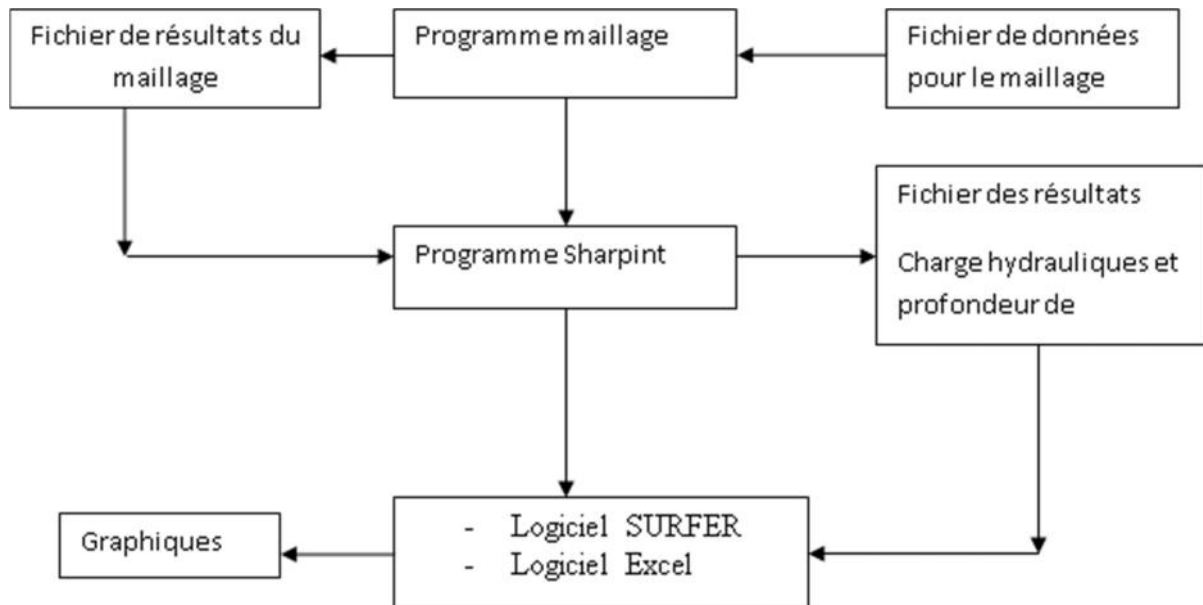 Fichier de résultats du
maillage
Programme maillage
Fichier de données
pour le maillage
Programme Sharpint
Fichier des résultats
Charge hydrauliques et
profondeur de
Graphiques
- Logiciel SURFER
- Logiciel Excel